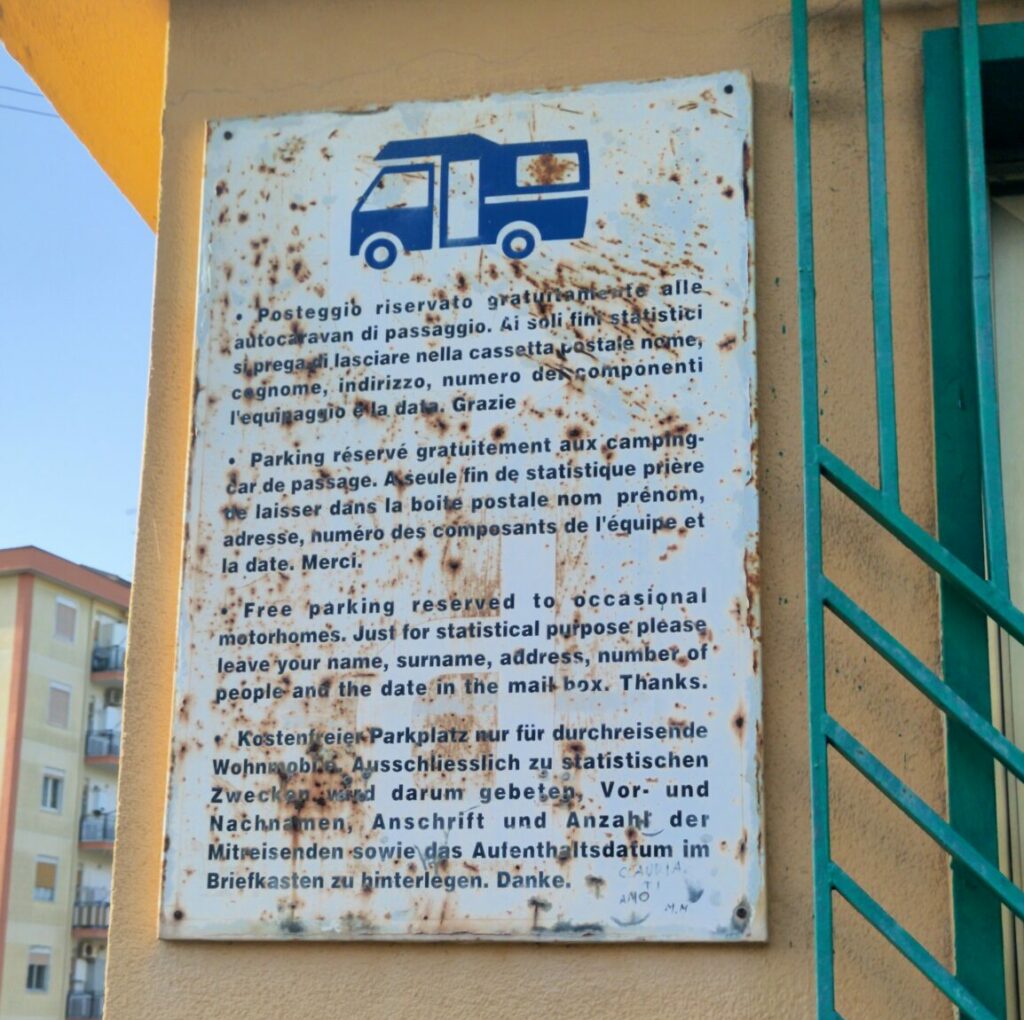 • Posteggio riservato gratuitamente alle
autocaravan di passaggio. Ai soli fini statistici
si prega di lasciare nella cassetta postale nome,
cognome, indirizzo, numero dei componenti
l'equipaggio e la data. Grazie
• Parking réservé gratuitement aux camping-
car de passage. A seule fin de statistique prière
de laisser dans la boite postale nom prénom,
adresse, numéro des composants de l'équipe et
la date. Merci.
• Free parking reserved to occasional
motorhomes. Just for statistical purpose please
leave your name, surname, address, number of
people and the date in the mail box. Thanks.
• Kostenfreier Parkplatz nur für durchreisende
Wohnmobile. Ausschliesslich zu statistischen
Zwecken wird darum gebeten, Vor- und
Nachnamen, Anschrift und Anzahl der
Mitreisenden sowie das Aufenthaltsdatum im
Briefkasten zu hinterlegen. Danke.
CLAUDIA
TI
AMO
M.M